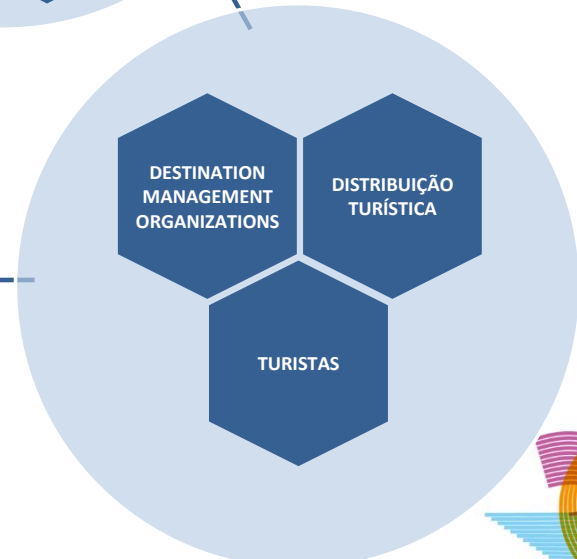 DESTINATION
MANAGEMENT
ORGANIZATIONS
DISTRIBUIÇÃO
TURÍSTICA
TURISTAS